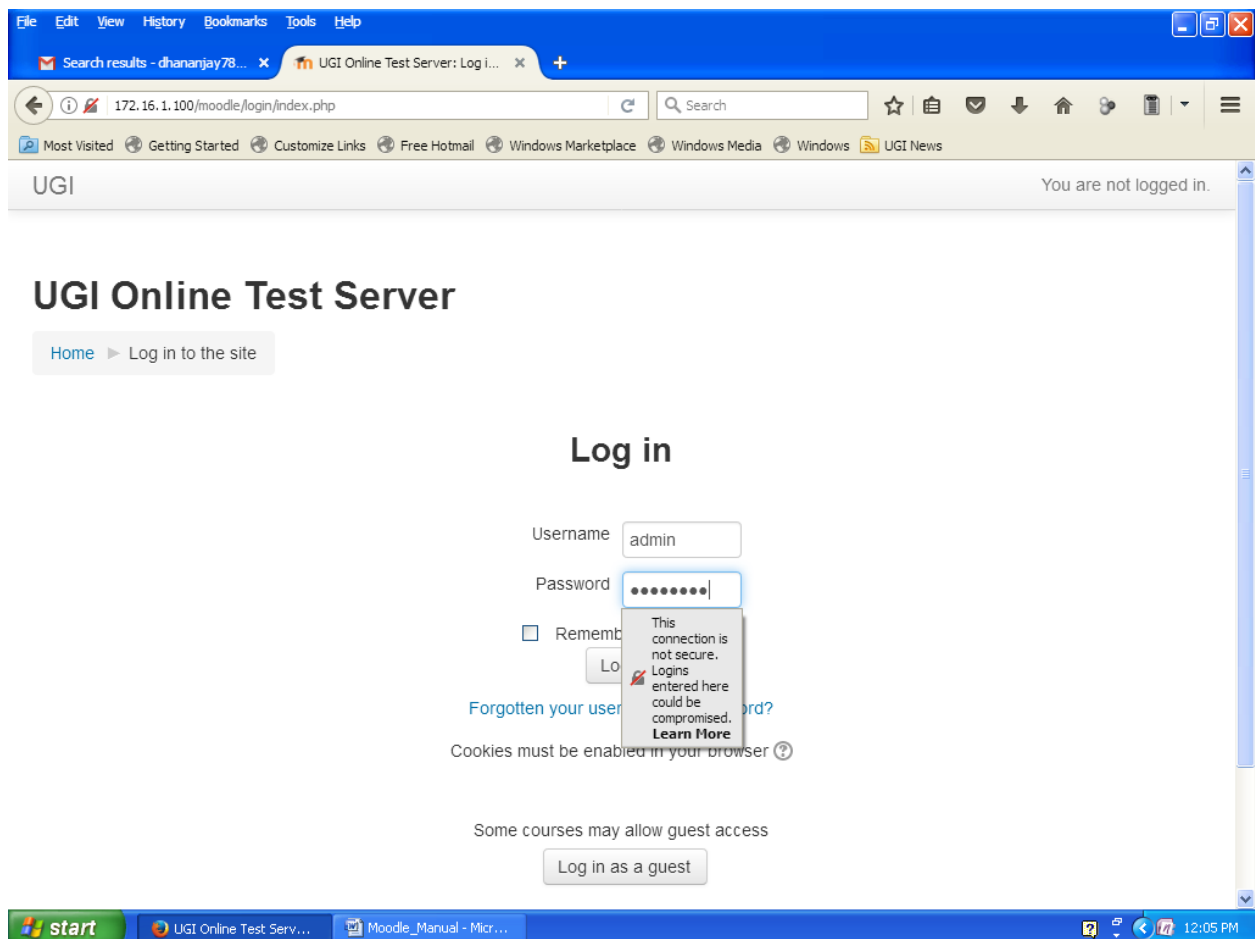 File Edit View History Bookmarks Tools Help
Search results - dhananjay78... UGI Online Test Server: Log i...
172.16.1.100/moodle/login/index.php Search
Most Visited Getting Started Customize Links Free Hotmail Windows Marketplace Windows Media Windows UGI News
UGI You are not logged in.
UGI Online Test Server
Home Log in to the site
Log in
Username admin
Password ••••••••
This
connection is
not secure.
Logins
entered here
could be
compromised.
Learn More
Forgotten your
Cookies must be enabled in your browser
Some courses may allow guest access
Log in as a guest
start UGI Online Test Serv... Moodle_Manual - Micr... 12:05 PM